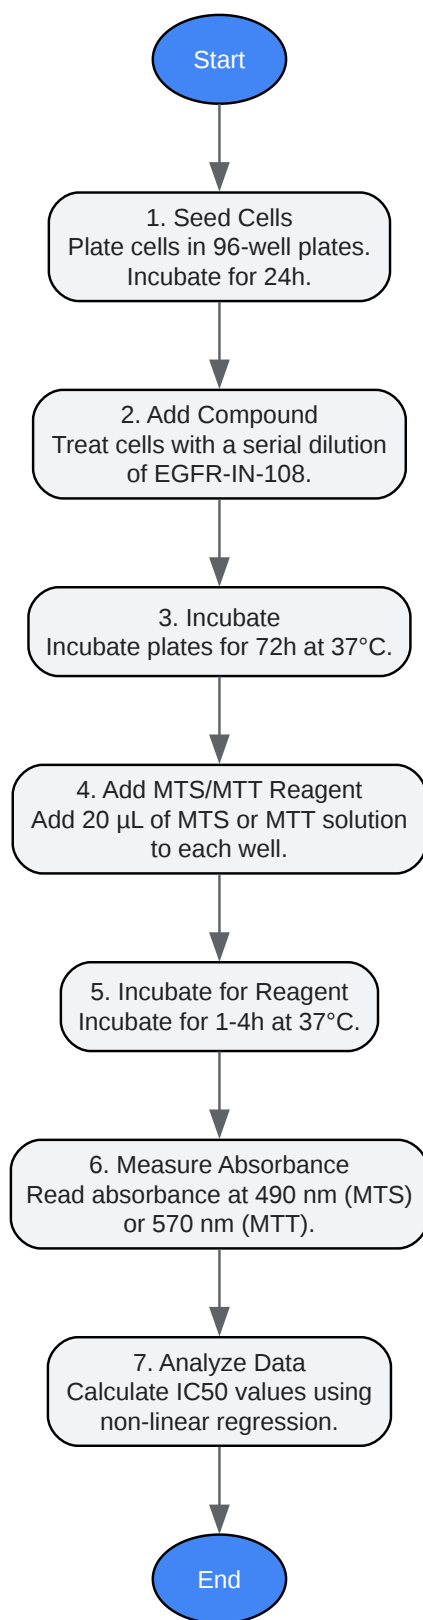 Start
1. Seed Cells
Plate cells in 96-well plates.
Incubate for 24h.
2. Add Compound
Treat cells with a serial dilution
of EGFR-IN-108.
3. Incubate
Incubate plates for 72h at 37°C.
4. Add MTS/MTT Reagent
Add 20 µL of MTS or MTT solution
to each well.
5. Incubate for Reagent
Incubate for 1-4h at 37°C.
6. Measure Absorbance
Read absorbance at 490 nm (MTS)
or 570 nm (MTT).
7. Analyze Data
Calculate IC50 values using
non-linear regression.
End